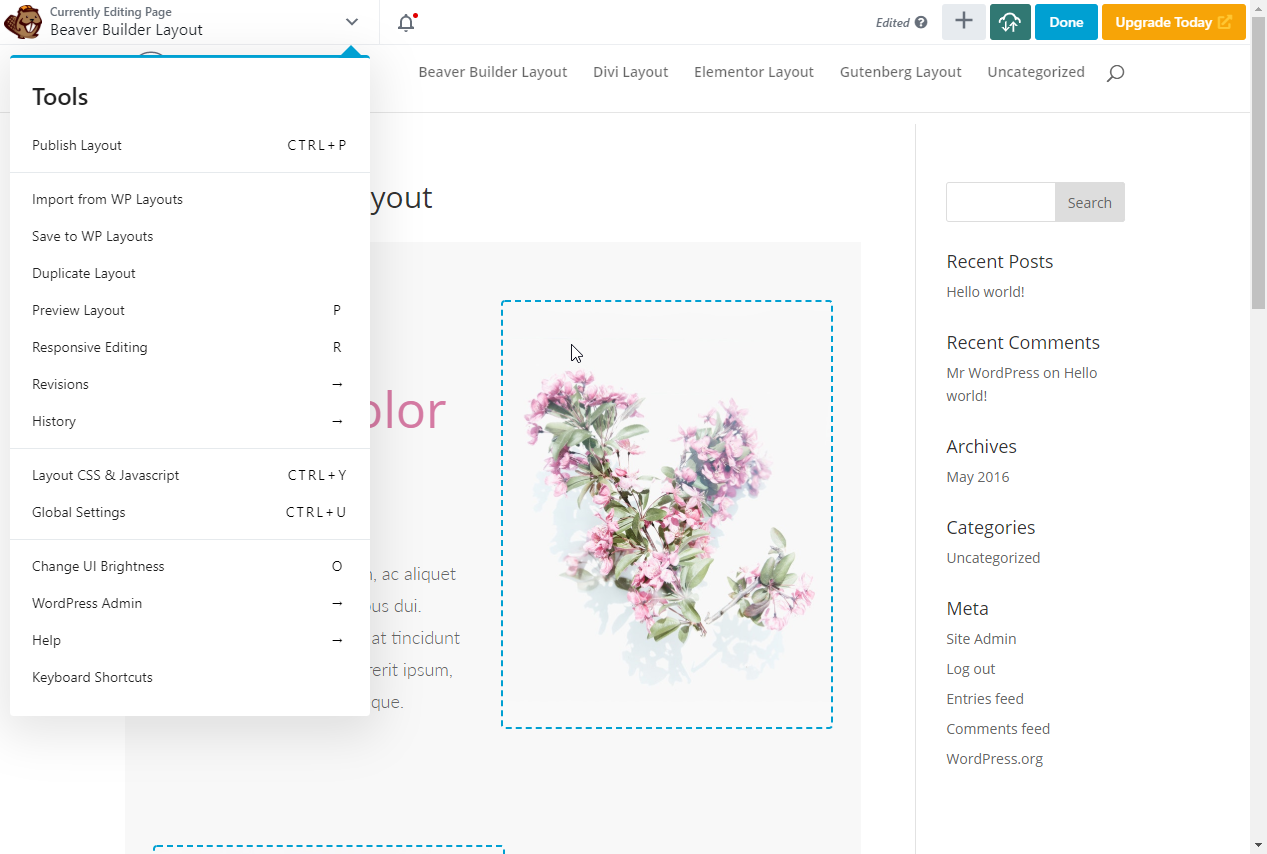 Currently Editing Page
Beaver Builder Layout
Edited
Done
Upgrade Today
Beaver Builder Layout
Divi Layout
Elementor Layout
Gutenberg Layout
Uncategorized
Tools
Publish Layout CTRL+P
Import from WP Layouts
Save to WP Layouts
Duplicate Layout
Preview Layout P
Responsive Editing R
Revisions →
History →
Layout CSS & Javascript CTRL+Y
Global Settings CTRL+U
Change UI Brightness O
WordPress Admin →
Help →
Keyboard Shortcuts
yout
olor
, ac aliquet
us dui.
at tincidunt
rerit ipsum,
que.
Search
Recent Posts
Hello world!
Recent Comments
Mr WordPress on Hello
world!
Archives
May 2016
Categories
Uncategorized
Meta
Site Admin
Log out
Entries feed
Comments feed
WordPress.org